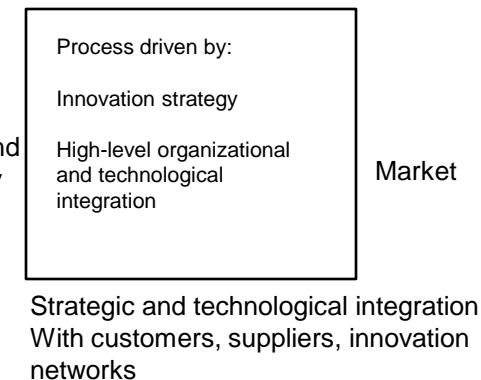 Process driven by:
Innovation strategy
High-level organizational
and technological
integration
Market
Strategic and technological integration
With customers, suppliers, innovation
networks